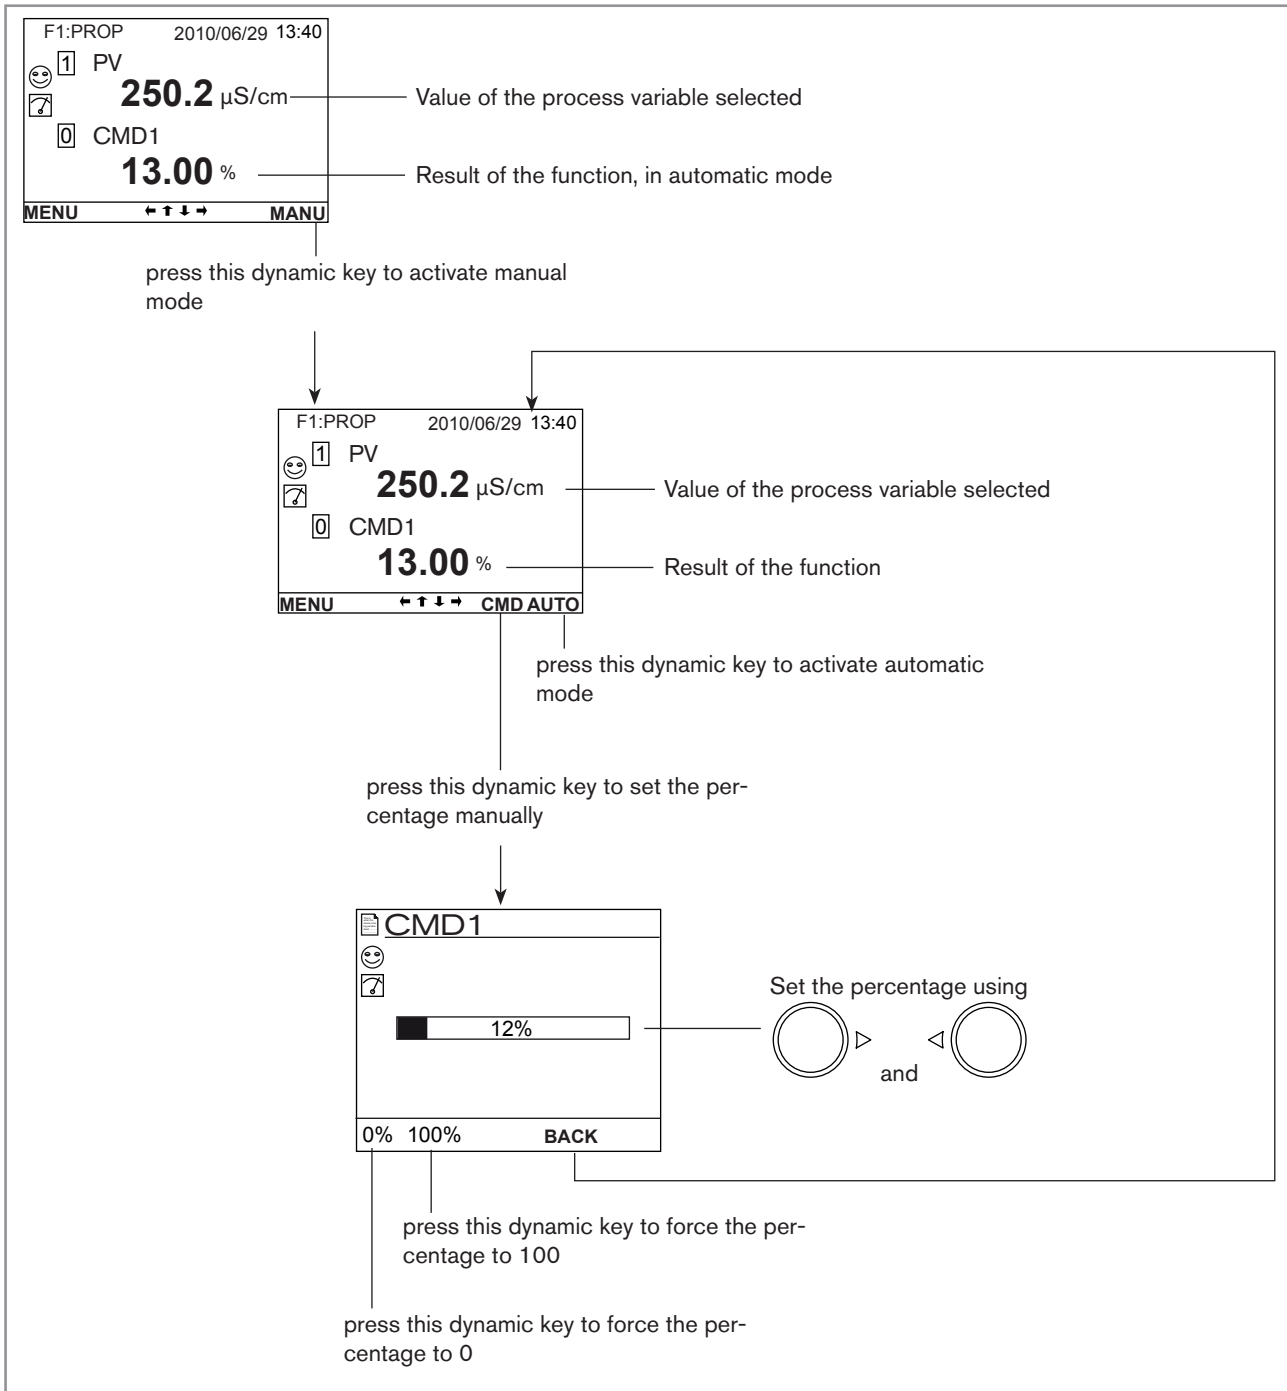 F1:PROP 2010/06/29 13:40
1 PV
250.2 µS/cm
Value of the process variable selected
0 CMD1
13.00 %
Result of the function, in automatic mode
MENU MANU
press this dynamic key to activate manual
mode
F1:PROP 2010/06/29 13:40
1 PV
250.2 µS/cm
Value of the process variable selected
0 CMD1
13.00 %
Result of the function
MENU CMD AUTO
press this dynamic key to activate automatic
mode
press this dynamic key to set the per-
centage manually
CMD1
Set the percentage using
12%
and
0% 100% BACK
press this dynamic key to force the per-
centage to 100
press this dynamic key to force the per-
centage to 0